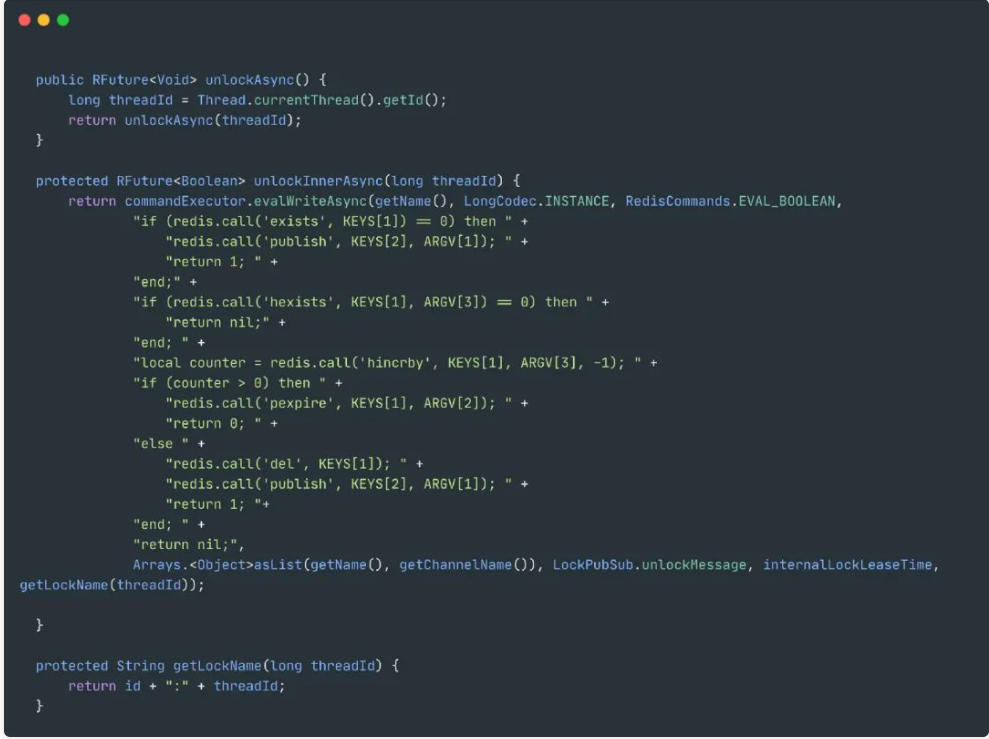 public RFuture<Void> unlockAsync() {
    long threadId = Thread.currentThread().getId();
    return unlockAsync(threadId);
}
protected RFuture<Boolean> unlockInnerAsync(long threadId) {
    return commandExecutor.evalWriteAsync(getName(), LongCodec.INSTANCE, RedisCommands.EVAL_BOOLEAN,
            "if (redis.call('exists', KEYS[1]) == 0) then " +
                "redis.call('publish', KEYS[2], ARGV[1]); " +
                "return 1; " +
            "end;" +
            "if (redis.call('hexists', KEYS[1], ARGV[3]) == 0) then " +
                "return nil;" +
            "end; " +
            "local counter = redis.call('hincrby', KEYS[1], ARGV[3], -1); " +
            "if (counter > 0) then " +
                "redis.call('pexpire', KEYS[1], ARGV[2]); " +
                "return 0; " +
            "else " +
                "redis.call('del', KEYS[1]); " +
                "redis.call('publish', KEYS[2], ARGV[1]); " +
                "return 1; "+
            "end; " +
            "return nil;",
            Arrays.<Object>asList(getName(), getChannelName()), LockPubSub.unlockMessage, internalLockLeaseTime,
getLockName(threadId));
}
protected String getLockName(long threadId) {
    return id + ":" + threadId;
}